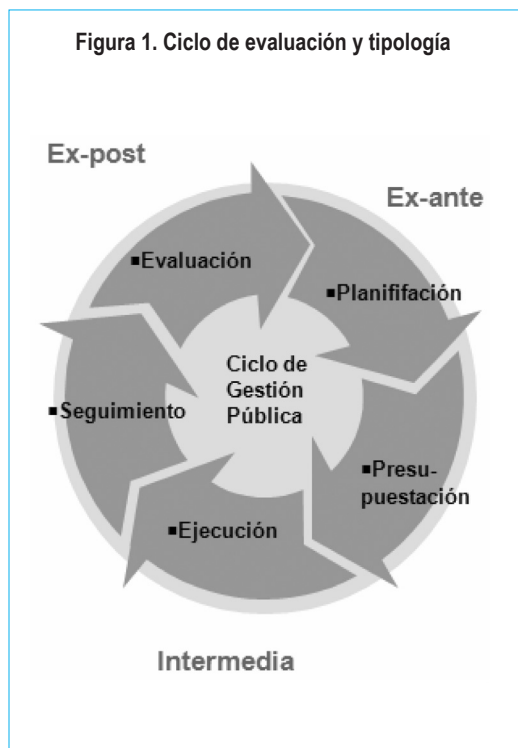 Figura 1. Ciclo de evaluación y tipología
Ex-post
Ex-ante
▪Evaluación
▪Planififación
Ciclo de
Gestión
Pública
▪Seguimiento
▪Presu-
puestación
▪Ejecución
Intermedia